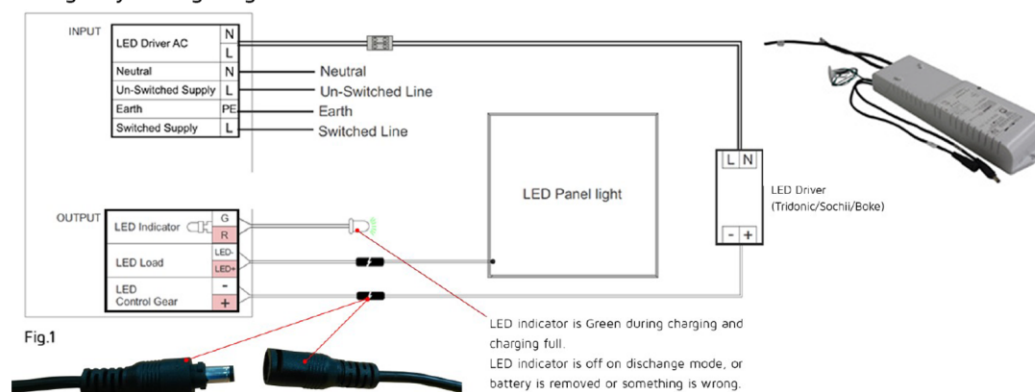 INPUT
LED Driver AC
N
L
Neutral
N
Neutral
Un-Switched Supply
L
Un-Switched Line
Earth
PE
Earth
Switched Supply
L
Switched Line
LED Panel light
L N
LED Driver
(Tridonic/Sochii/Boke)
- +
OUTPUT
LED Indicator
G
R
LED Load
LED-
LED+
LED
Control Gear
-
+
Fig.1
LED indicator is Green during charging and
charging full.
LED indicator is off on discharge mode, or
battery is removed or something is wrong.